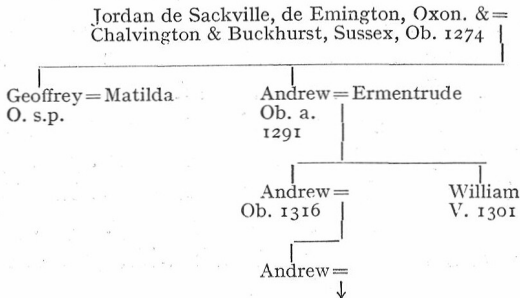 Jordan de Sackville, de Emington, Oxon. &=
Chalvington & Buckhurst, Sussex, Ob. 1274
Geoffrey=Matilda
O. s.p.
Andrew=Ermentrude
Ob. a.
1291
Andrew=
Ob. 1316
William
V. 1301
Andrew=